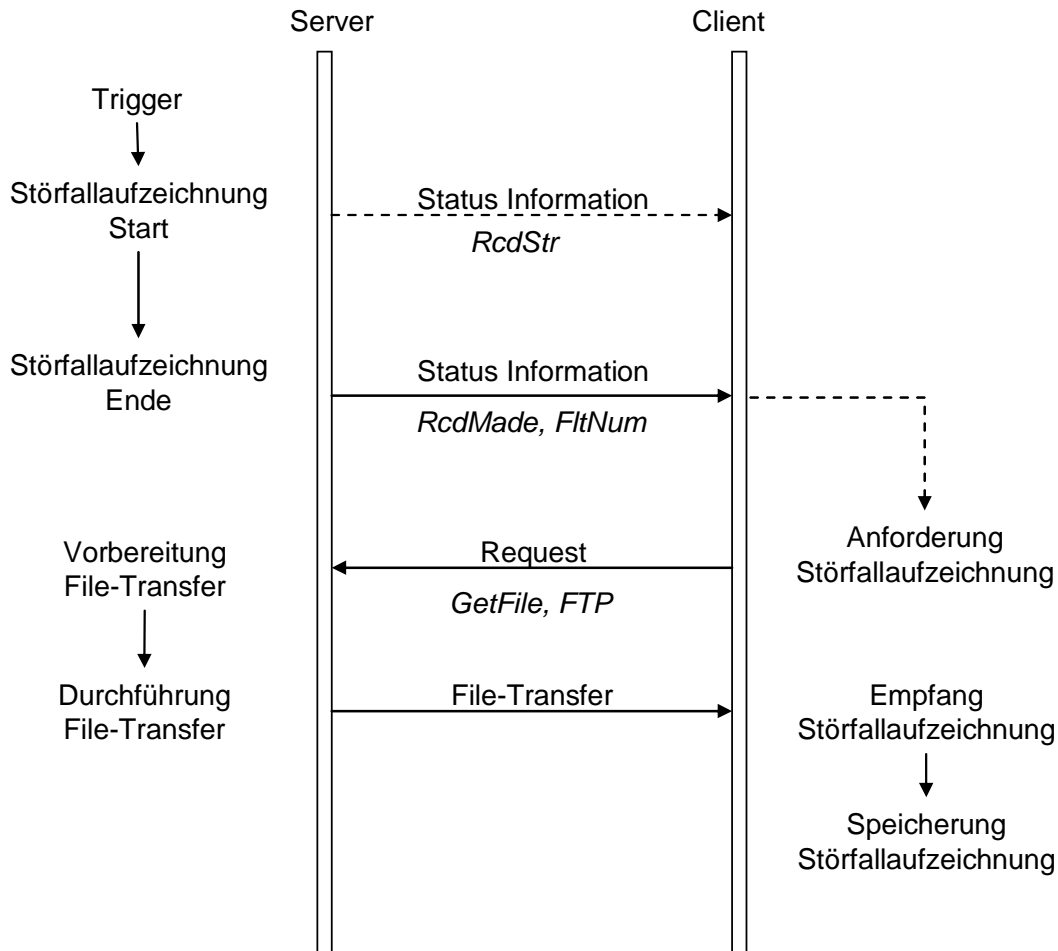 Server
Client
Trigger
Störfallaufzeichnung
Start
Status Information
RcdStr
Störfallaufzeichnung
Ende
Status Information
RcdMade, FltNum
Vorbereitung
File-Transfer
Request
GetFile, FTP
Anforderung
Störfallaufzeichnung
Durchführung
File-Transfer
File-Transfer
Empfang
Störfallaufzeichnung
Speicherung
Störfallaufzeichnung